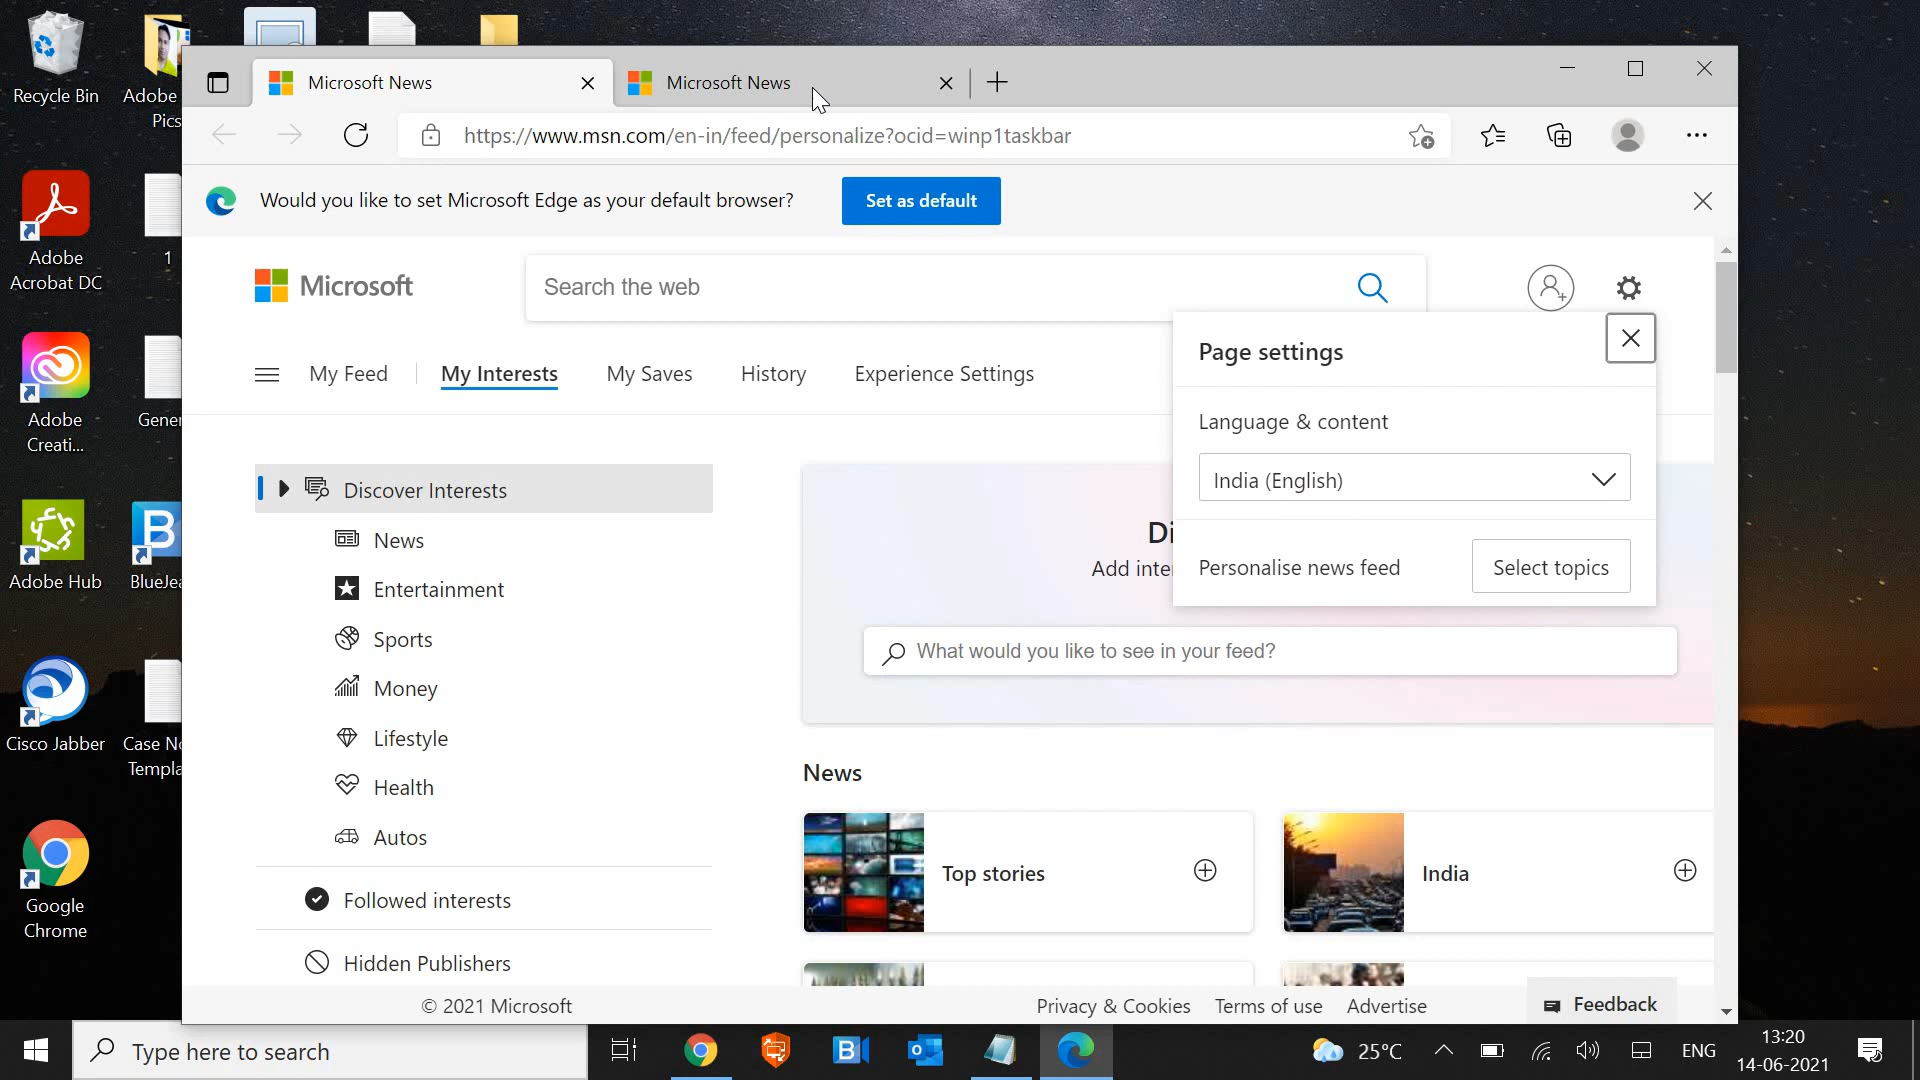 Recycle Bin
Adobe
Pics
Adobe
Acrobat DC
1
Adobe
Creati...
Gener
Adobe Hub
BlueJea
Cisco Jabber
Case No
Templa
Google
Chrome
Microsoft News
Microsoft News
https://www.msn.com/en-in/feed/personalize?ocid=winp1taskbar
Would you like to set Microsoft Edge as your default browser?
Set as default
Microsoft
Search the web
My Feed
My Interests
My Saves
History
Experience Settings
Page settings
Language & content
India (English)
Personalise news feed
Select topics
Discover Interests
News
Entertainment
Sports
Money
Lifestyle
Health
Autos
Followed interests
Hidden Publishers
Di
Add inte
What would you like to see in your feed?
News
Top stories
India
© 2021 Microsoft
Privacy & Cookies
Terms of use
Advertise
Feedback
Type here to search
25°C
ENG
13:20
14-06-2021